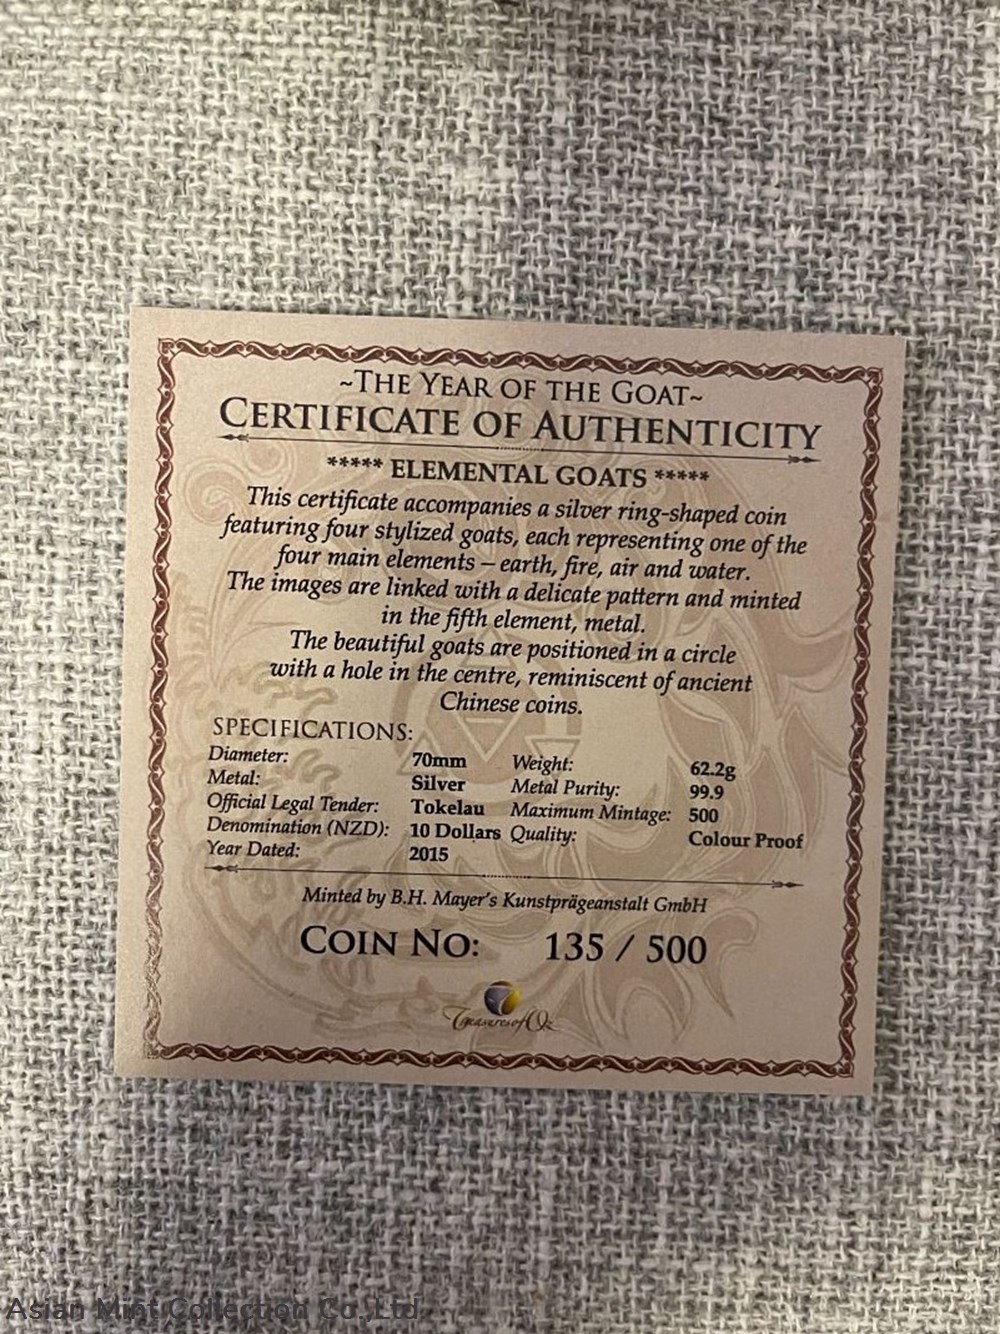 ~THE YEAR OF THE GOAT~
CERTIFICATE OF AUTHENTICITY
***** ELEMENTAL GOATS *****
This certificate accompanies a silver ring-shaped coin
featuring four stylized goats, each representing one of the
four main elements – earth, fire, air and water.
The images are linked with a delicate pattern and minted
in the fifth element, metal.
The beautiful goats are positioned in a circle
with a hole in the centre, reminiscent of ancient
Chinese coins.
SPECIFICATIONS:
Diameter: 70mm Weight: 62.2g
Metal: Silver Metal Purity: 99.9
Official Legal Tender: Tokelau Maximum Mintage: 500
Denomination (NZD): 10 Dollars Quality: Colour Proof
Year Dated: 2015
Minted by B.H. Mayer's Kunstprägeanstalt GmbH
COIN NO: 135 / 500
Treasures of Oz
Asian Mint Collection Co.,Ltd